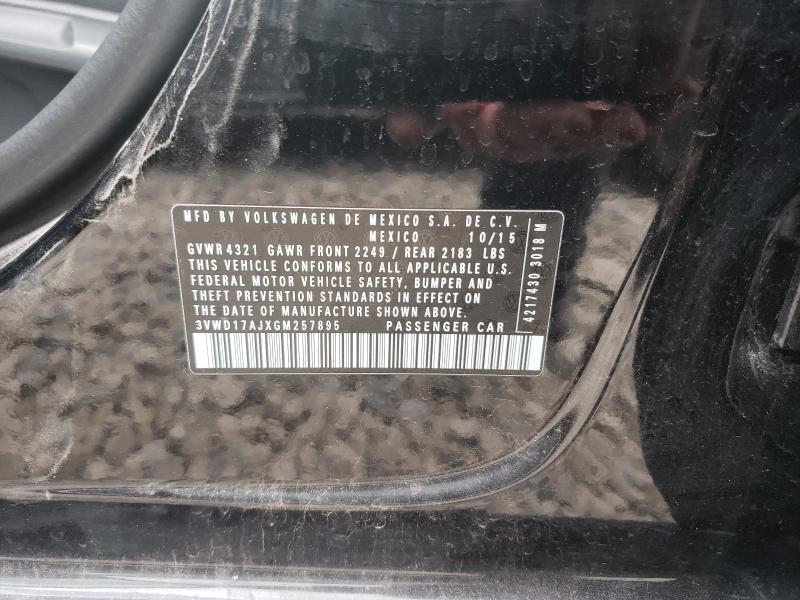 MFD BY VOLKSWAGEN DE MEXICO S.A. DE C.V.
MEXICO 10/15
GVWR 4321 GAWR FRONT 2249 / REAR 2183 LBS
THIS VEHICLE CONFORMS TO ALL APPLICABLE U.S.
FEDERAL MOTOR VEHICLE SAFETY, BUMPER AND
THEFT PREVENTION STANDARDS IN EFFECT ON
THE DATE OF MANUFACTURE SHOWN ABOVE.
3VWD17AJXGM257895 PASSENGER CAR
4217430 3018 M